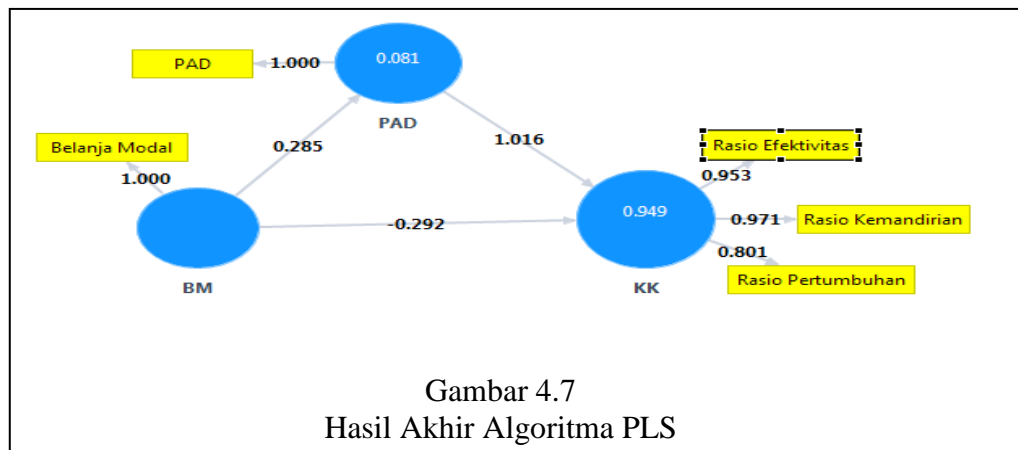 PAD
1.000
0.081
PAD
Belanja Modal
1.000
0.285
1.016
Rasio Efektivitas
0.953
BM
-0.292
0.949
KK
0.971
Rasio Kemandirian
0.801
Rasio Pertumbuhan
Gambar 4.7
Hasil Akhir Algoritma PLS